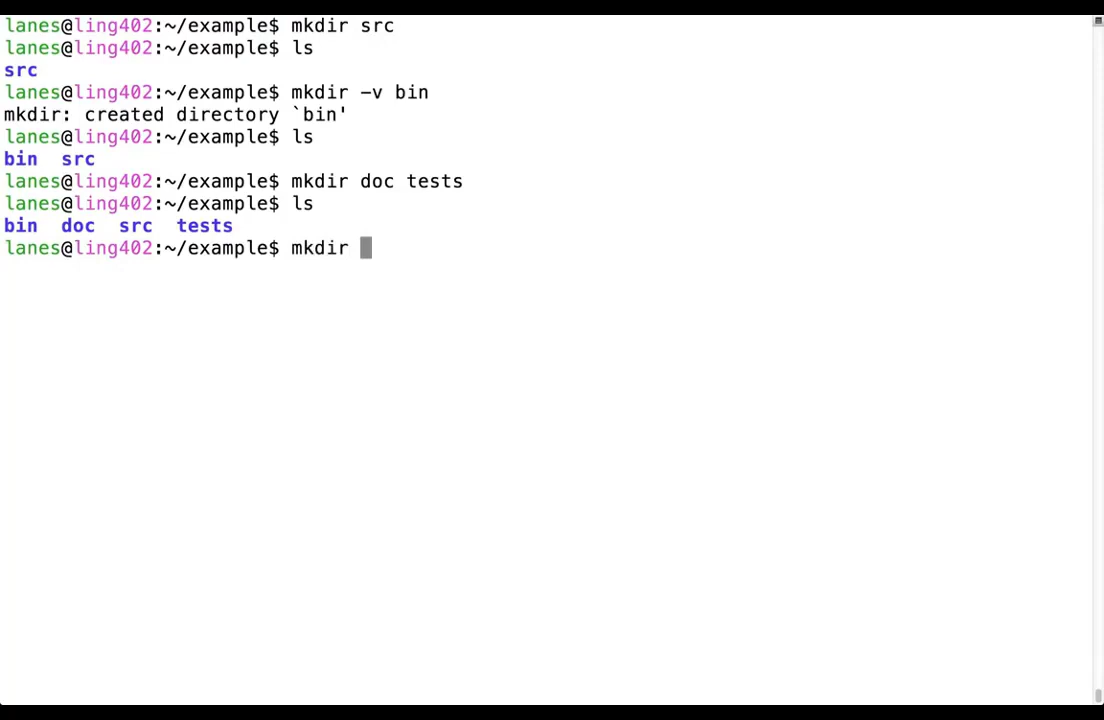 lanes@ling402:~/example$ mkdir src
lanes@ling402:~/example$ ls
src
lanes@ling402:~/example$ mkdir -v bin
mkdir: created directory `bin'
lanes@ling402:~/example$ ls
bin  src
lanes@ling402:~/example$ mkdir doc tests
lanes@ling402:~/example$ ls
bin  doc  src  tests
lanes@ling402:~/example$ mkdir